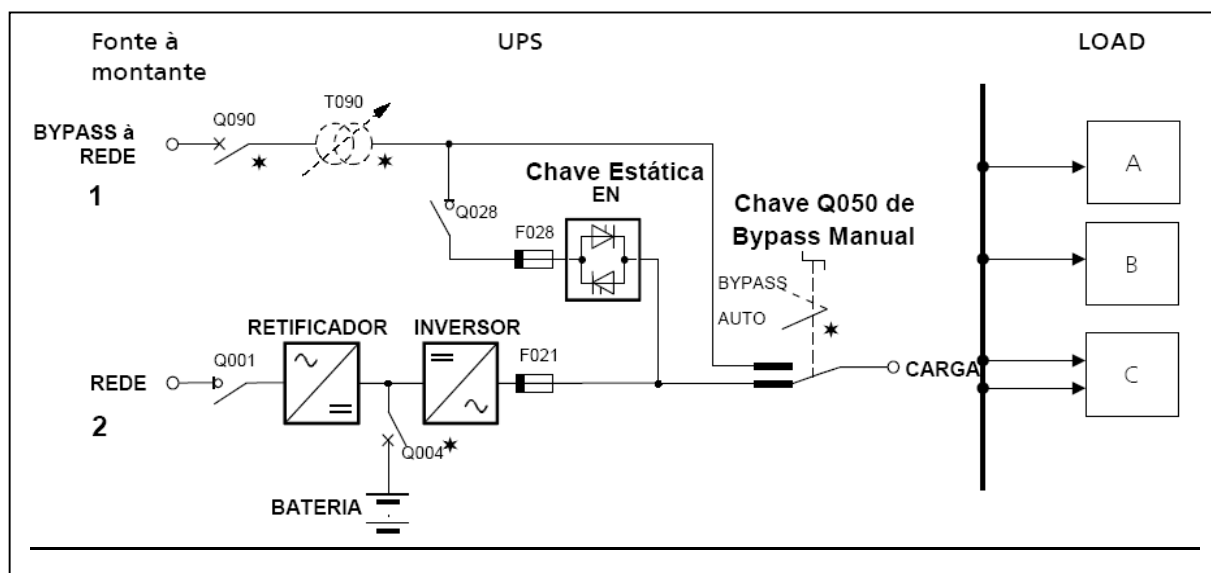 Fonte à
montante
UPS
LOAD
T090
Q090
BYPASS à
REDE
1
Chave Estática
EN
Q028
F028
Chave Q050 de
Bypass Manual
BYPASS
AUTO
A
B
C
RETIFICADOR
INVERSOR
F021
Q001
REDE
2
CARGA
Q004
BATERIA